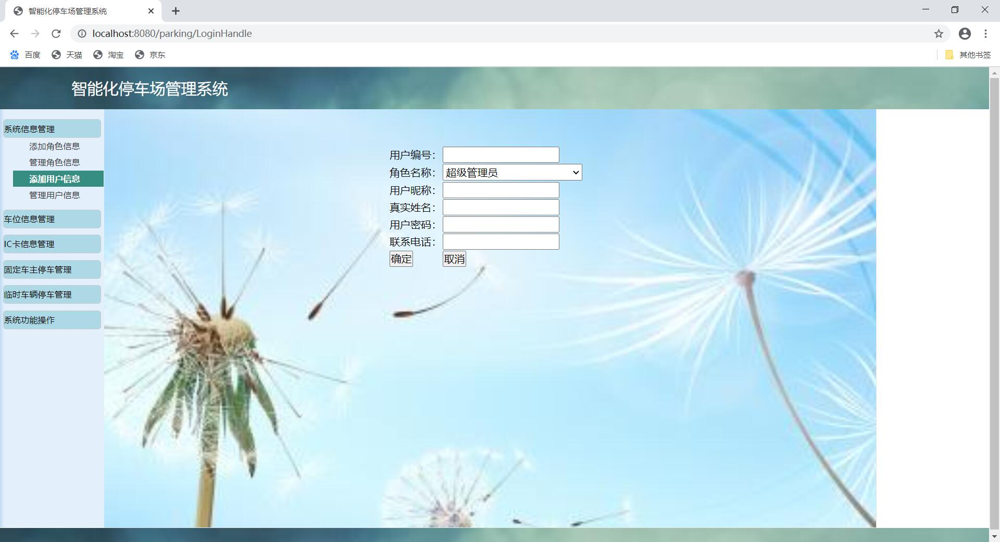 智能化停车场管理系统
localhost:8080/parking/LoginHandle
百度 天猫 淘宝 京东 其他书签
智能化停车场管理系统
系统信息管理
添加角色信息
管理角色信息
添加用户信息
管理用户信息
车位信息管理
IC卡信息管理
固定车主停车管理
临时车辆停车管理
系统功能操作
用户编号：
角色名称： 超级管理员
用户昵称：
真实姓名：
用户密码：
联系电话：
确定 取消